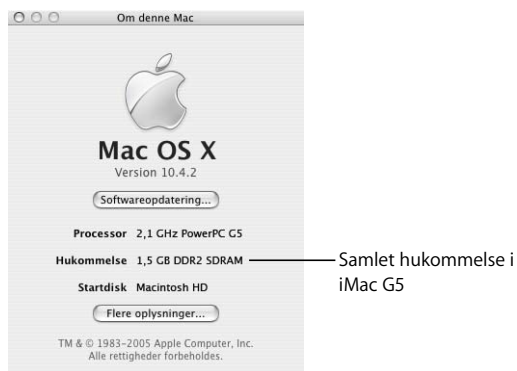 Om denne Mac
Mac OS X
Version 10.4.2
Softwareopdatering...
Processor 2,1 GHz PowerPC G5
Hukommelse 1,5 GB DDR2 SDRAM
Samlet hukommelse i
iMac G5
Startdisk Macintosh HD
Flere oplysninger...
TM & © 1983–2005 Apple Computer, Inc.
Alle rettigheder forbeholdes.